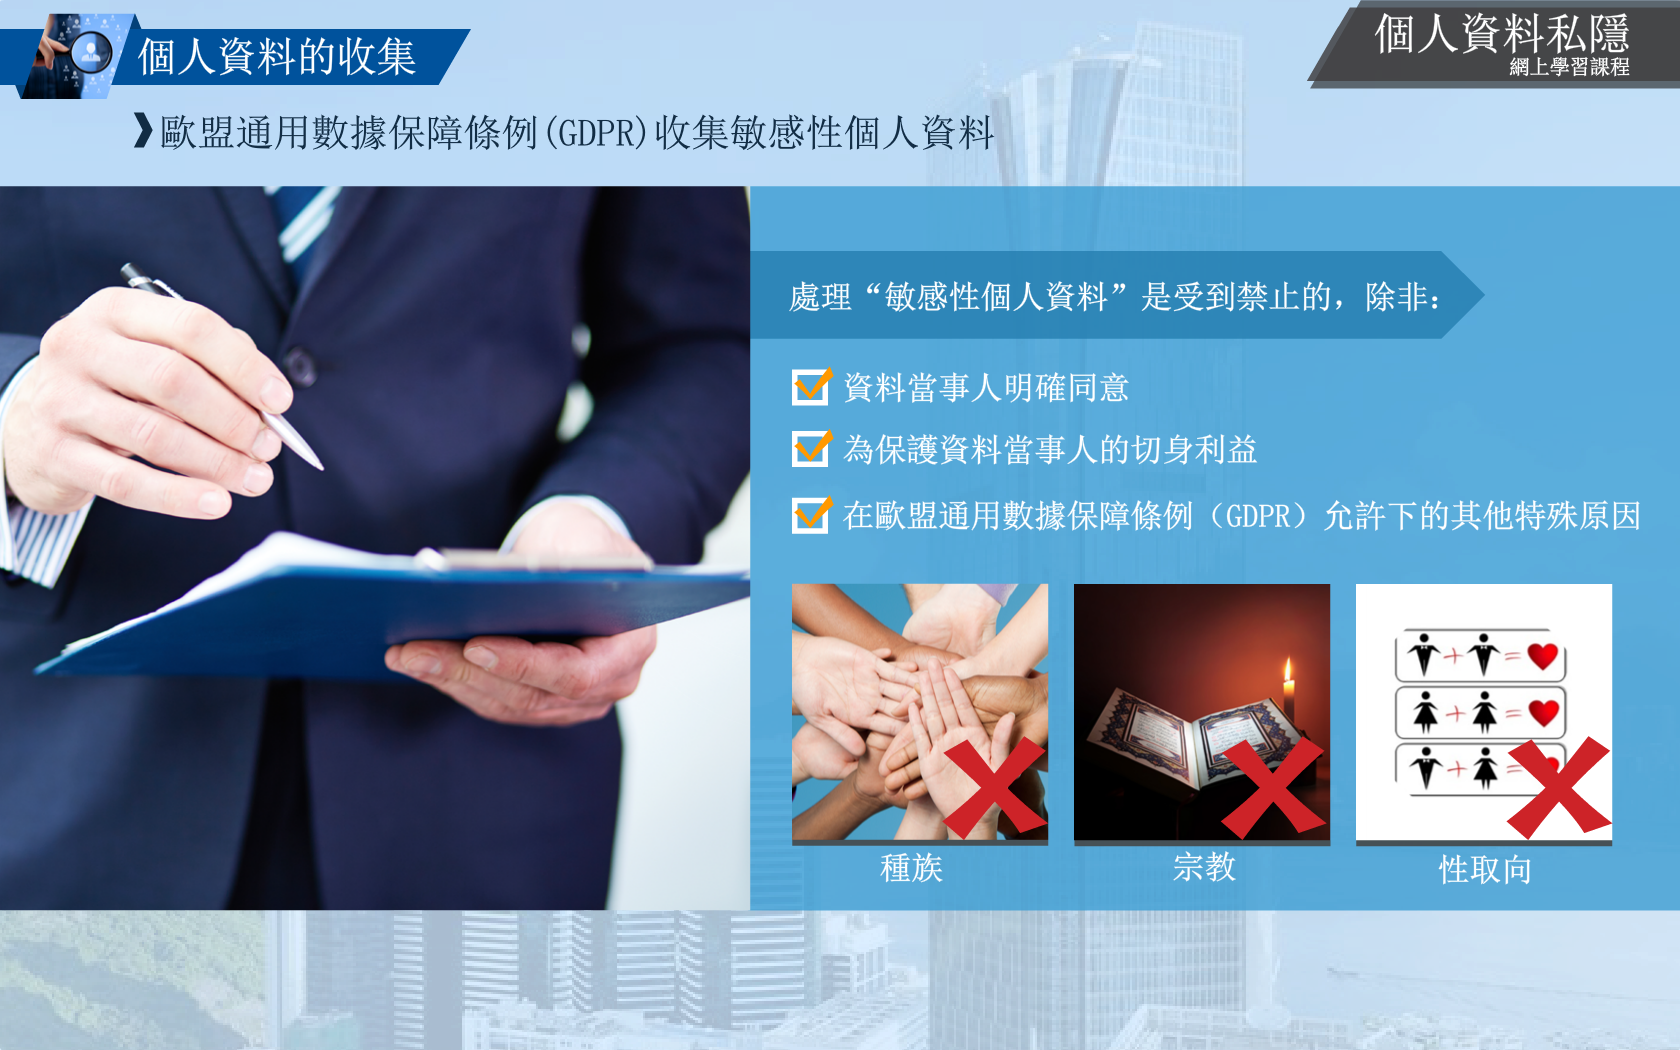 個人資料的收集
個人資料私隱
網上學習課程
歐盟通用數據保障條例(GDPR)收集敏感性個人資料
處理“敏感性個人資料”是受到禁止的，除非：
資料當事人明確同意
為保護資料當事人的切身利益
在歐盟通用數據保障條例（GDPR）允許下的其他特殊原因
種族
宗教
性取向